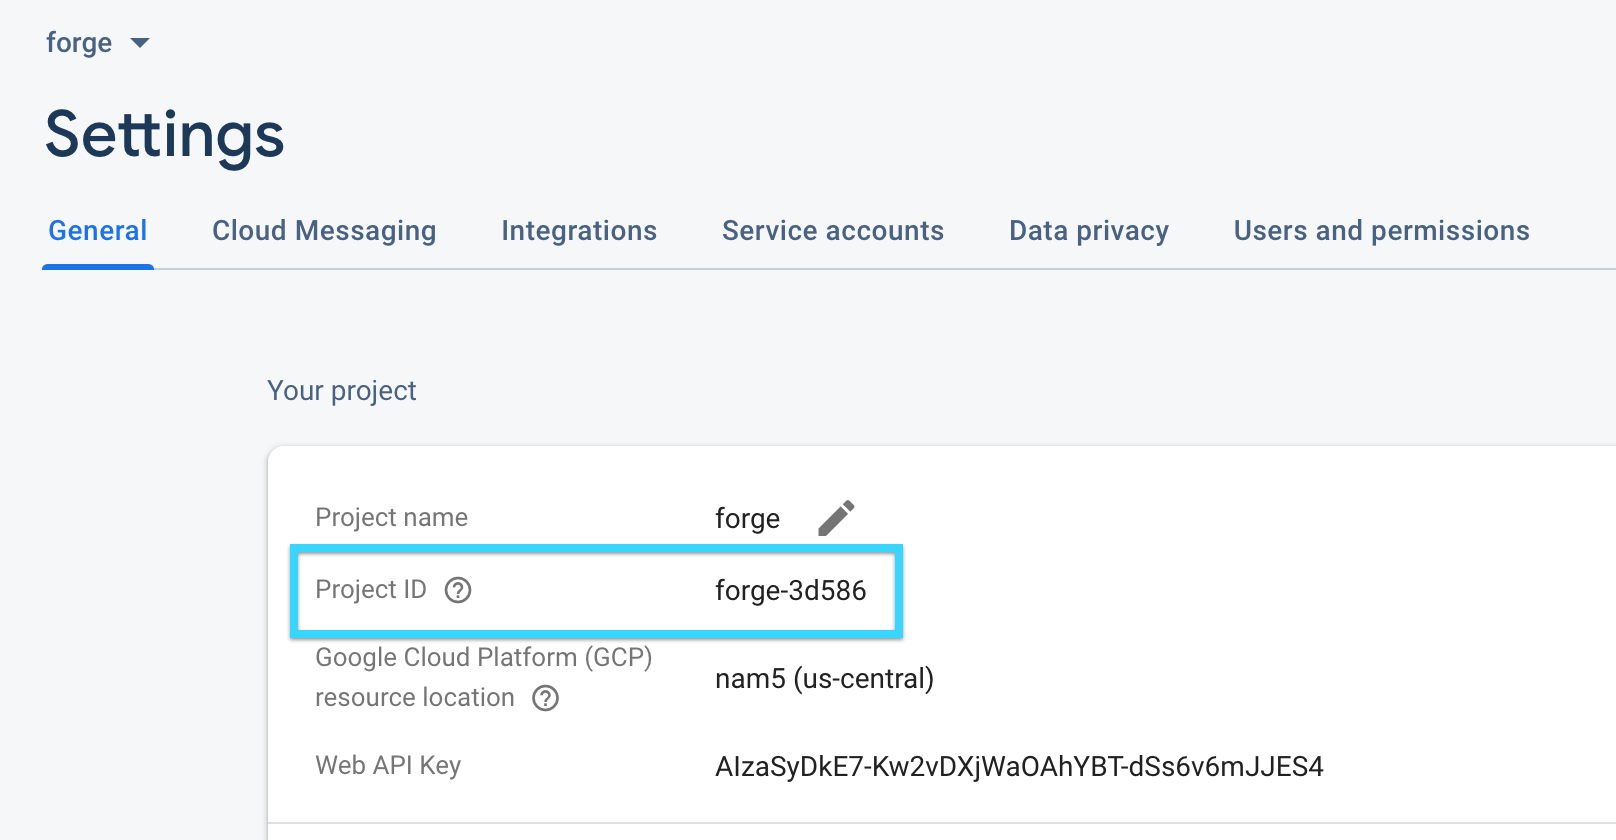 forge
Settings
General Cloud Messaging Integrations Service accounts Data privacy Users and permissions
Your project
Project name forge
Project ID ? forge-3d586
Google Cloud Platform (GCP)
resource location ? nam5 (us-central)
Web API Key AIzaSyDkE7-Kw2vDXjWaOAhYBT-dSs6v6mJJES4